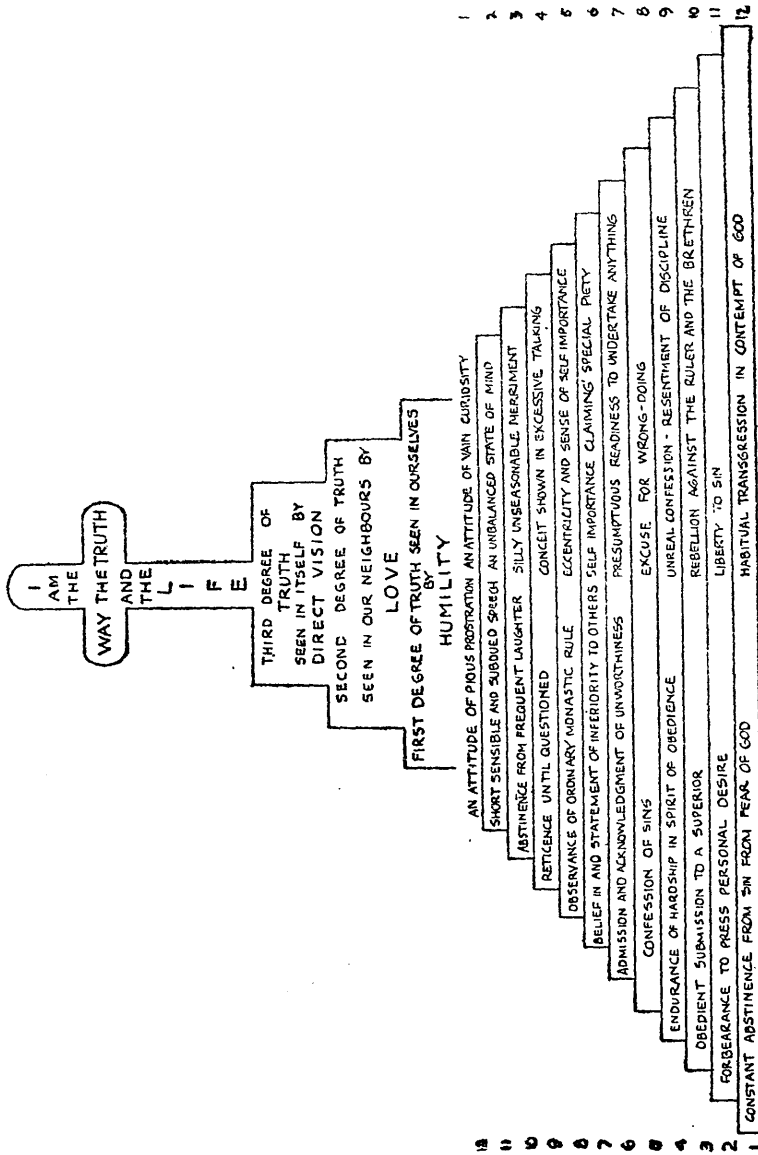 I
AM
THE
WAY THE TRUTH
AND
THE
LIFE
THIRD DEGREE OF
TRUTH
SEEN IN ITSELF BY
DIRECT VISION
SECOND DEGREE OF TRUTH
SEEN IN OUR NEIGHBOURS BY
LOVE
FIRST DEGREE OF TRUTH SEEN IN OURSELVES
BY
HUMILITY
12 AN ATTITUDE OF PIOUS PROSTRATION AN ATTITUDE OF VAIN CURIOSITY 1
11 SHORT SENSIBLE AND SUBDUED SPEECH AN UNBALANCED STATE OF MIND 2
10 ABSTINENCE FROM FREQUENT LAUGHTER SILLY UNSEASONABLE MERRIMENT 3
9 RETICENCE UNTIL QUESTIONED CONCEIT SHOWN IN EXCESSIVE TALKING 4
8 OBSERVANCE OF ORDINARY MONASTIC RULE ECCENTRICITY AND SENSE OF SELF IMPORTANCE 5
7 BELIEF IN AND STATEMENT OF INFERIORITY TO OTHERS SELF IMPORTANCE CLAIMING SPECIAL PIETY 6
6 ADMISSION AND ACKNOWLEDGMENT OF UNWORTHINESS PRESUMPTUOUS READINESS TO UNDERTAKE ANYTHING 7
5 CONFESSION OF SINS EXCUSE FOR WRONG-DOING 8
4 ENDURANCE OF HARDSHIP IN SPIRIT OF OBEDIENCE UNREAL CONFESSION - RESENTMENT OF DISCIPLINE 9
3 OBEDIENT SUBMISSION TO A SUPERIOR REBELLION AGAINST THE RULER AND THE BRETHREN 10
2 FORBEARANCE TO PRESS PERSONAL DESIRE LIBERTY TO SIN 11
1 CONSTANT ABSTINENCE FROM SIN FROM FEAR OF GOD HABITUAL TRANSGRESSION IN CONTEMPT OF GOD 12